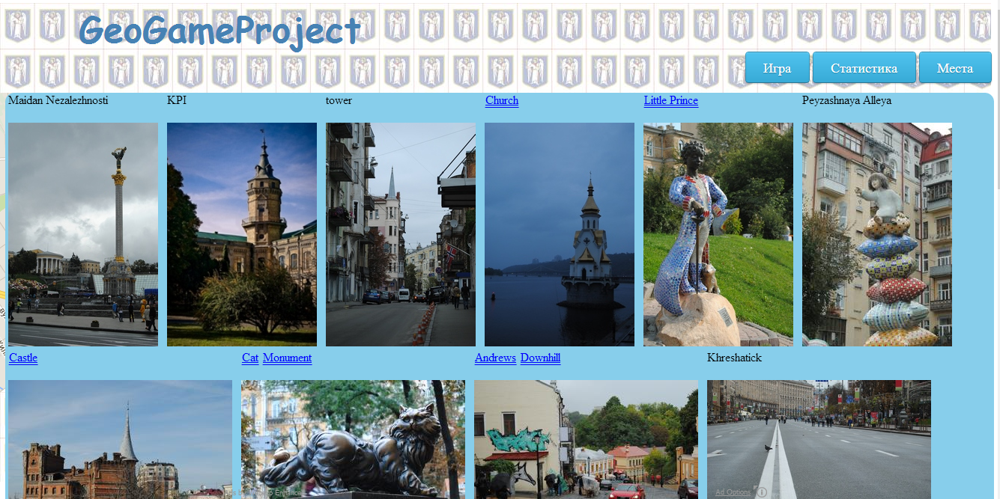 GeoGameProject
Игра Статистика Места
Maidan Nezalezhnosti KPI tower Church Little Prince Peyzashnaya Alleya
Castle Cat Monument Andrews Downhill Khreshatick
Ad Options